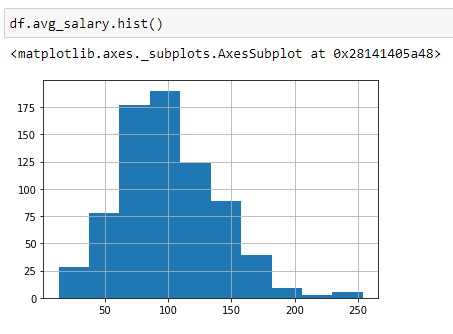 df.avg_salary.hist()
<matplotlib.axes._subplots.AxesSubplot at 0x28141405a48>
175
150
125
100
75
50
25
0
50 100 150 200 250